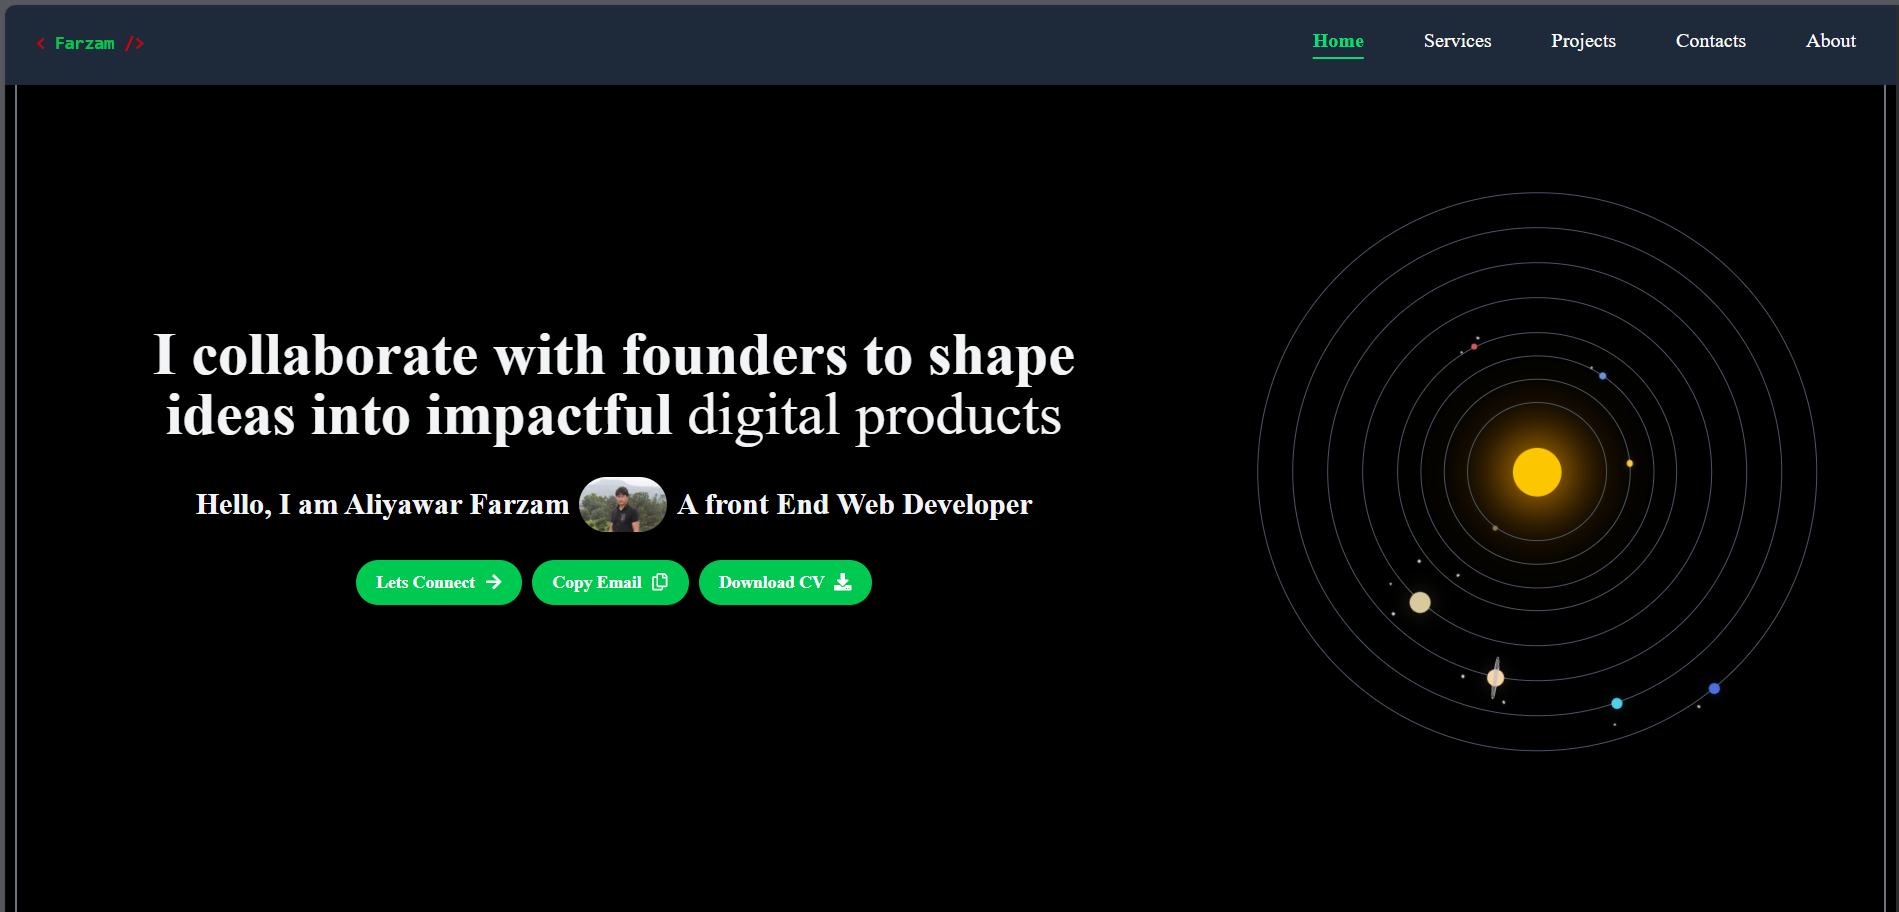 < Farzam />
Home Services Projects Contacts About
I collaborate with founders to shape
ideas into impactful digital products
Hello, I am Aliyawar Farzam A front End Web Developer
Lets Connect Copy Email Download CV